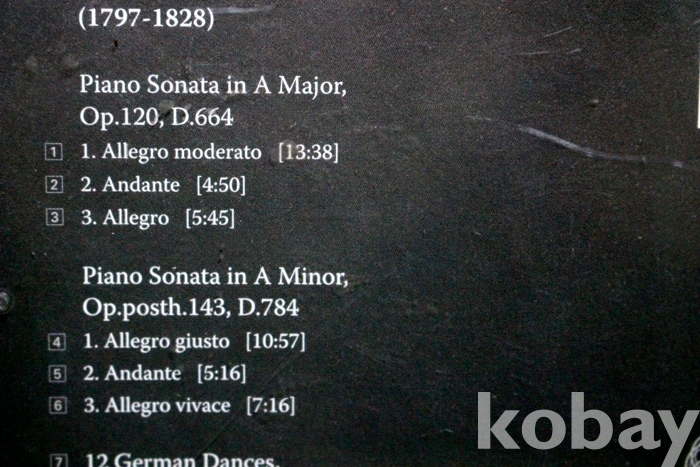 (1797-1828)
Piano Sonata in A Major,
Op.120, D.664
1 1. Allegro moderato [13:38]
2 2. Andante [4:50]
3 3. Allegro [5:45]
Piano Sonata in A Minor,
Op.posth.143, D.784
4 1. Allegro giusto [10:57]
5 2. Andante [5:16]
6 3. Allegro vivace [7:16]
7 12 German Dances,
kobay